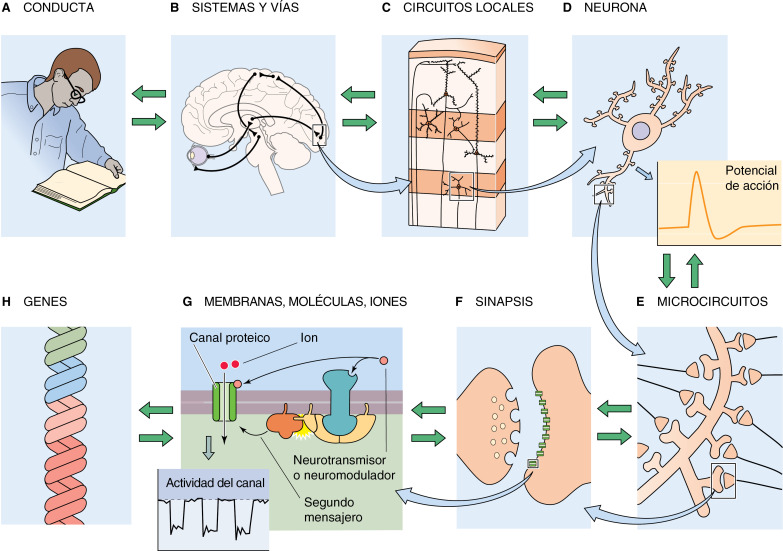 A CONDUCTA
B SISTEMAS Y VÍAS
C CIRCUITOS LOCALES
D NEURONA
Potencial
de acción
H GENES
G MEMBRANAS, MOLÉCULAS, IONES
F SINAPSIS
E MICROCIRCUITOS
Canal proteico
Ion
Neurotransmisor
o neuromodulador
Actividad del canal
Segundo
mensajero